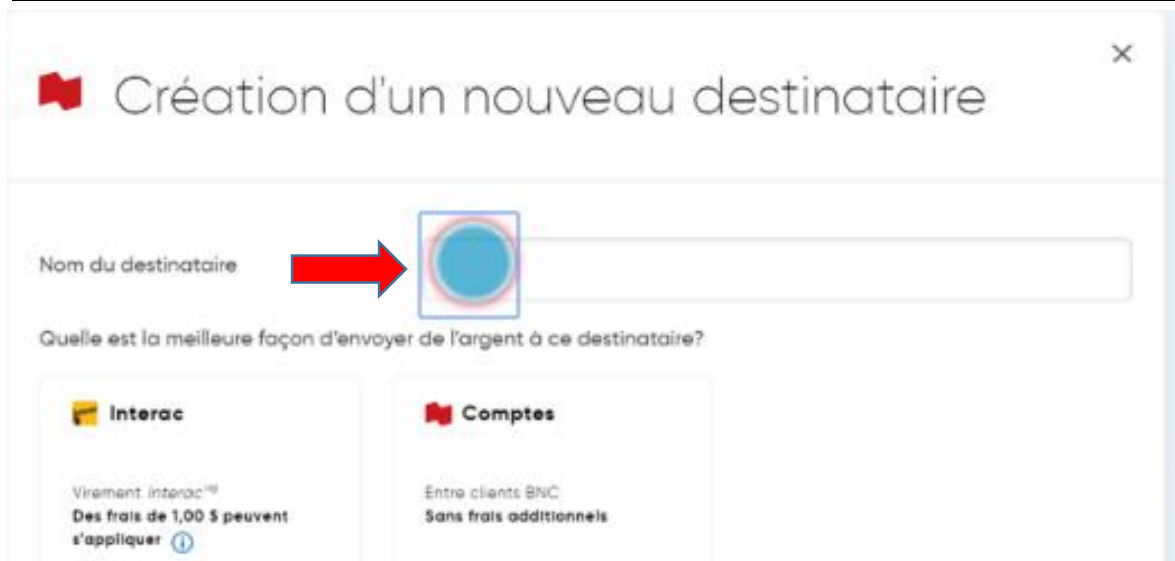 Création d'un nouveau destinataire
Nom du destinataire
Quelle est la meilleure façon d'envoyer de l'argent à ce destinataire?
Interac
Comptes
Virement Interac
Entre clients BNC
Des frais de 1,00 $ peuvent
Sans frais additionnels
s'appliquer